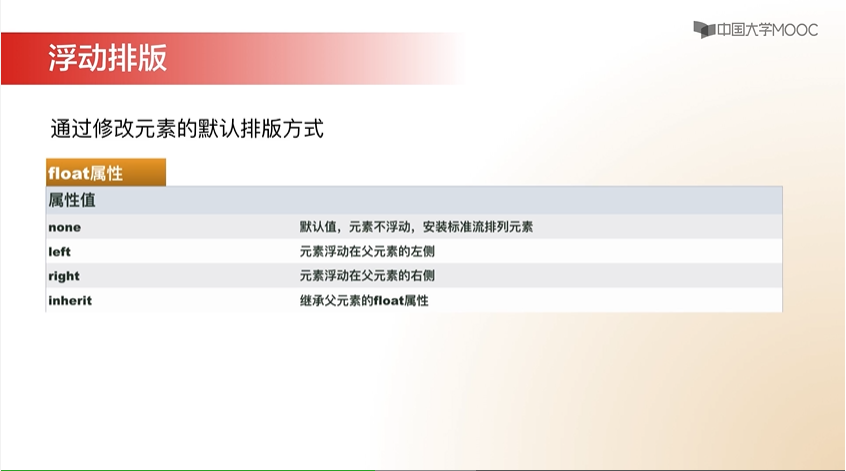 中国大学MOOC
浮动排版
通过修改元素的默认排版方式
float属性
属性值
none 默认值，元素不浮动，安装标准流排列元素
left 元素浮动在父元素的左侧
right 元素浮动在父元素的右侧
inherit 继承父元素的float属性